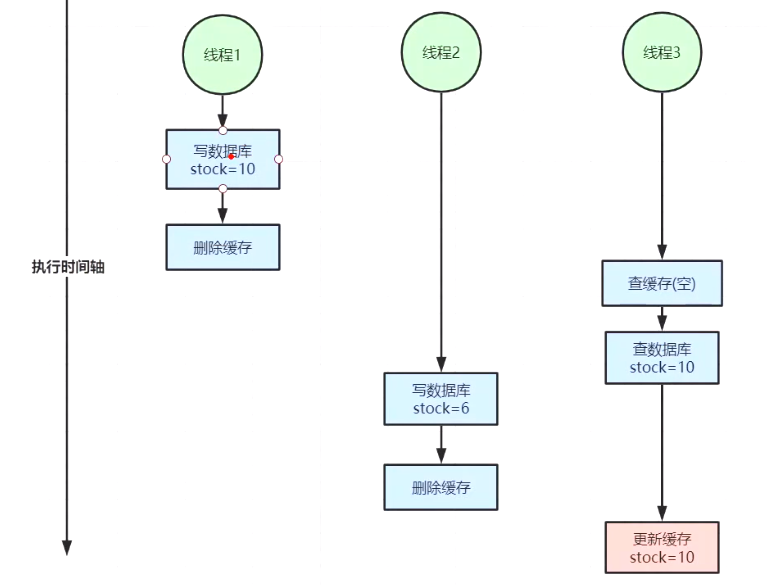 线程1
线程2
线程3
写数据库
stock=10
删除缓存
执行时间轴
查缓存(空)
查数据库
stock=10
写数据库
stock=6
删除缓存
更新缓存
stock=10